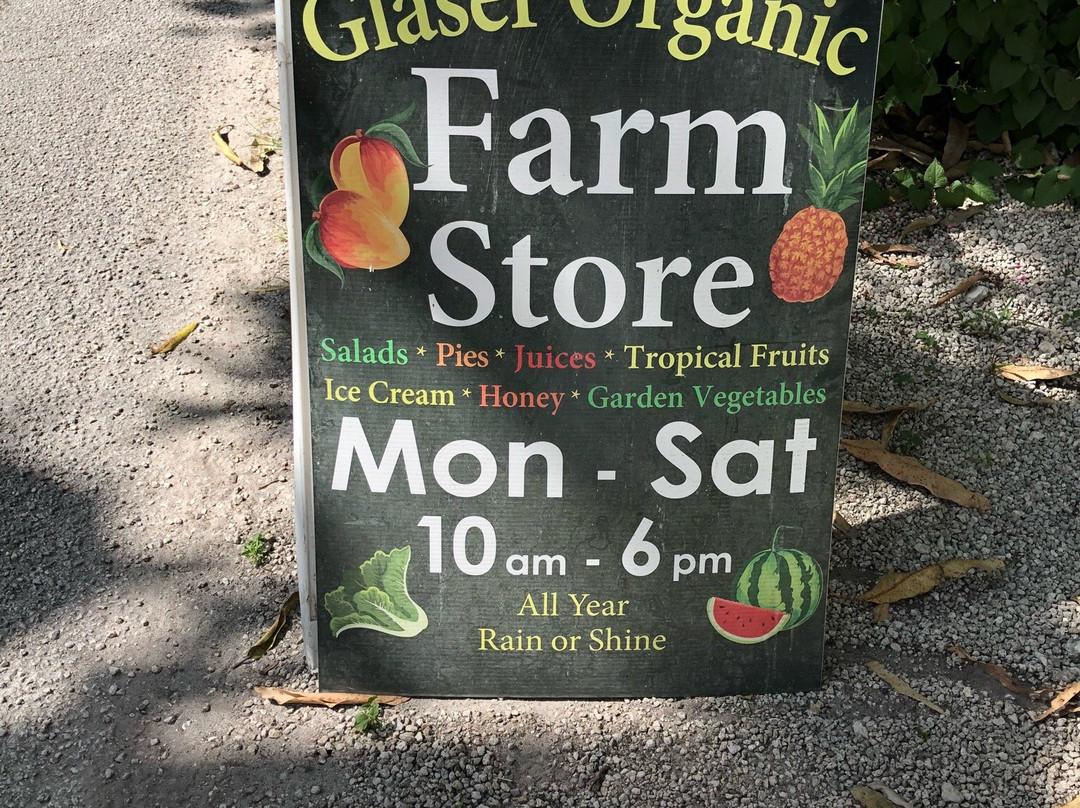 Glaser Organic
Farm
Store
Salads * Pies * Juices * Tropical Fruits
Ice Cream * Honey * Garden Vegetables
Mon - Sat
10 am - 6 pm
All Year
Rain or Shine